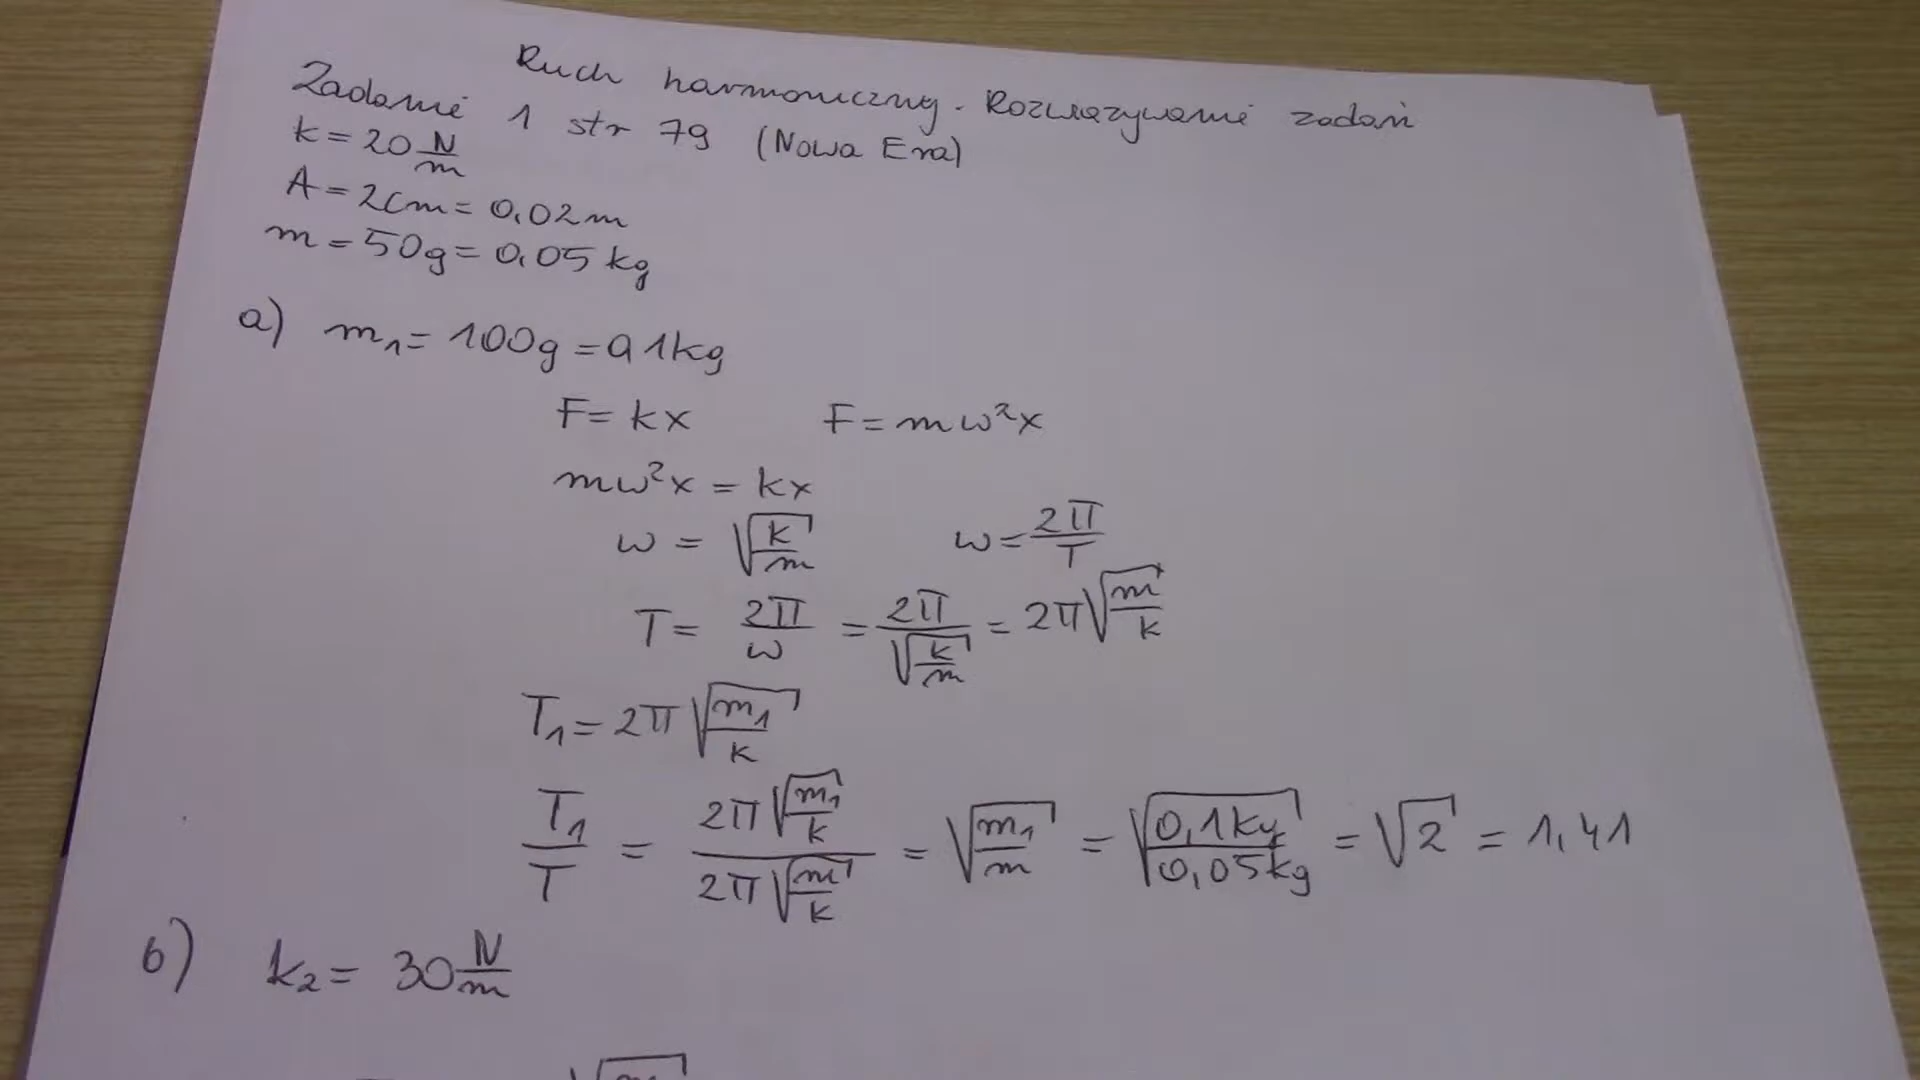 Ruch harmoniczny. Rozwiązywanie zadań
Zadanie 1 str 79 (Nowa Era)
k = 20 N/m
A = 2cm = 0,02m
m = 50g = 0,05 kg
a) m₁ = 100g = 0,1kg
F = kx F = mω²x
mω²x = kx
ω = √(k/m) ω = 2π/T
T = 2π/ω = 2π/√(k/m) = 2π√(m/k)
T₁ = 2π√(m₁/k)
T₁/T = 2π√(m₁/k) / 2π√(m/k) = √(m₁/m) = √(0,1kg/0,05kg) = √2 = 1,41
b) k₂ = 30 N/m